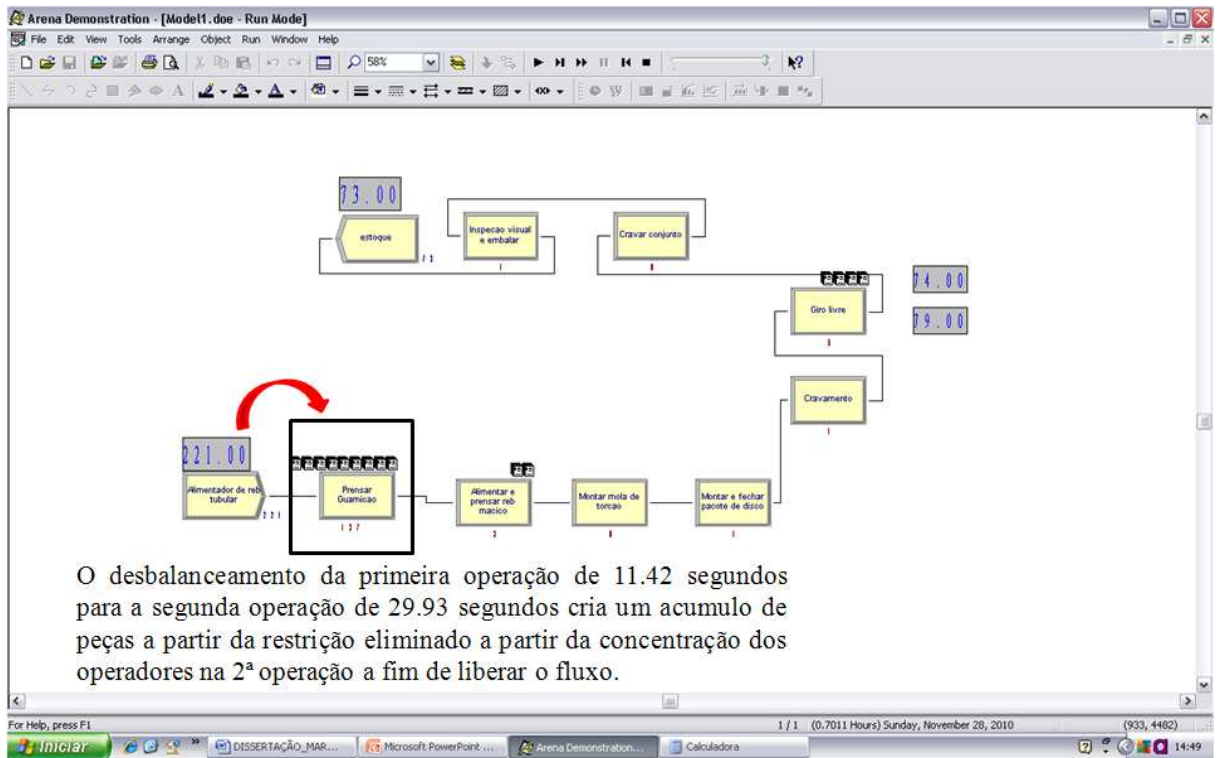 Arena Demonstration - [Model1.doe - Run Mode]
File Edit View Tools Arrange Object Run Window Help
58%
73.00
estoque
Inspecao visual
e embalar
Cravar conjunto
Giro livre
74.00
79.00
Cravamento
221.00
Alimentador de reb
tubular
221
Prensar
Guarnicao
137
Alimentar e
prensar reb
macico
Montar mola de
torcao
Montar e fechar
pacote de disco
O desbalanceamento da primeira operação de 11.42 segundos
para a segunda operação de 29.93 segundos cria um acumulo de
peças a partir da restrição eliminado a partir da concentração dos
operadores na 2ª operação a fim de liberar o fluxo.
For Help, press F1
1 / 1 (0.7011 Hours) Sunday, November 28, 2010
(933, 4482)
Iniciar
DISSERTAÇÃO_MAR...
Microsoft PowerPoint ...
Arena Demonstration...
Calculadora
14:49